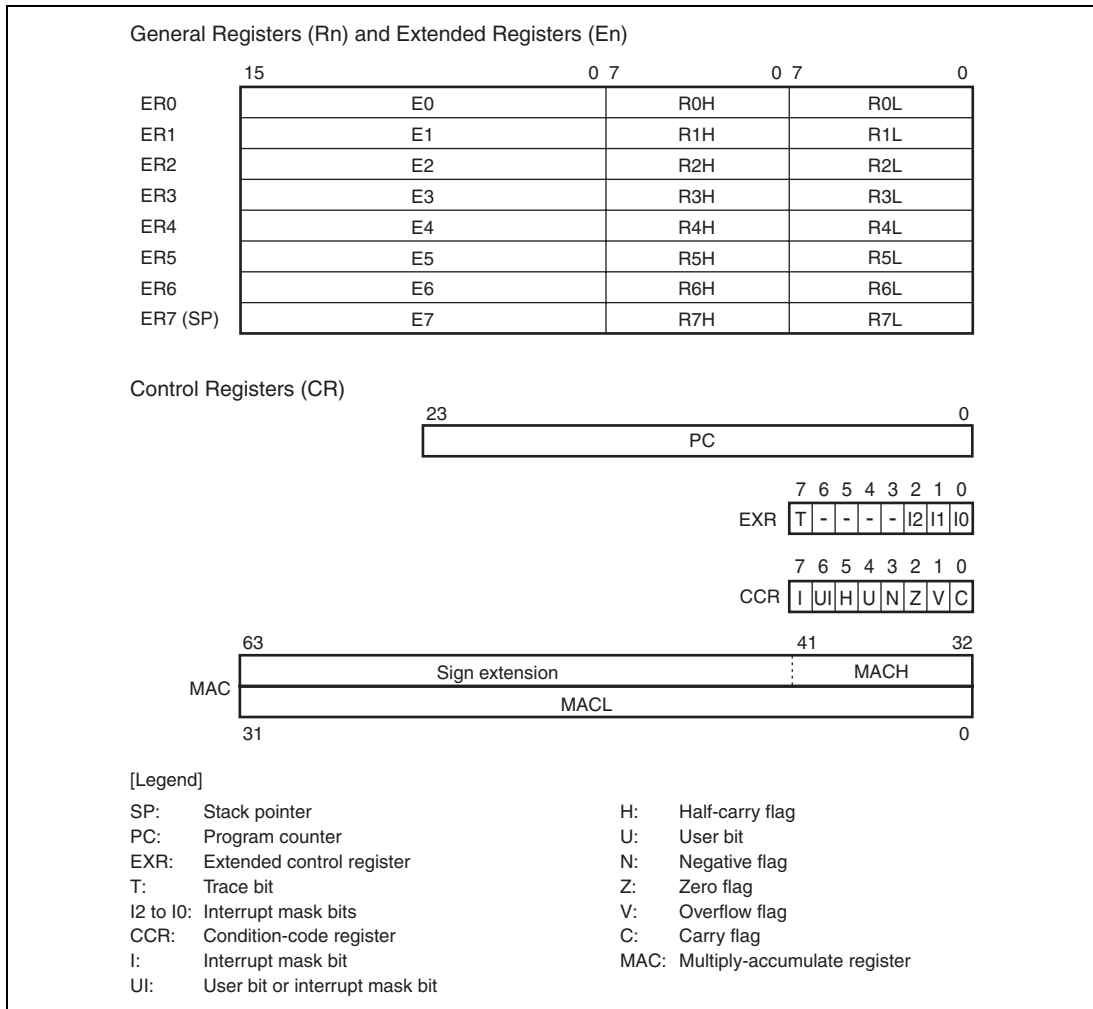 General Registers (Rn) and Extended Registers (En)
15 0 7 0 7 0
ER0 E0 R0H R0L
ER1 E1 R1H R1L
ER2 E2 R2H R2L
ER3 E3 R3H R3L
ER4 E4 R4H R4L
ER5 E5 R5H R5L
ER6 E6 R6H R6L
ER7 (SP) E7 R7H R7L
Control Registers (CR)
23 0
PC
7 6 5 4 3 2 1 0
EXR T - - - - I2 I1 I0
7 6 5 4 3 2 1 0
CCR I UI H U N Z V C
63 41 32
Sign extension MACH
MAC
MACL
31 0
[Legend]
SP: Stack pointer
PC: Program counter
EXR: Extended control register
T: Trace bit
I2 to I0: Interrupt mask bits
CCR: Condition-code register
I: Interrupt mask bit
UI: User bit or interrupt mask bit
H: Half-carry flag
U: User bit
N: Negative flag
Z: Zero flag
V: Overflow flag
C: Carry flag
MAC: Multiply-accumulate register